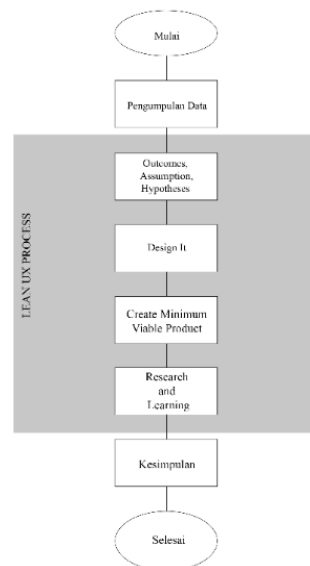 Mulai
Pengumpulan Data
LEAN UX PROCESS
Outcomes,
Assumption,
Hypotheses
Design It
Create Minimum
Viable Product
Research
and
Learning
Kesimpulan
Selesai